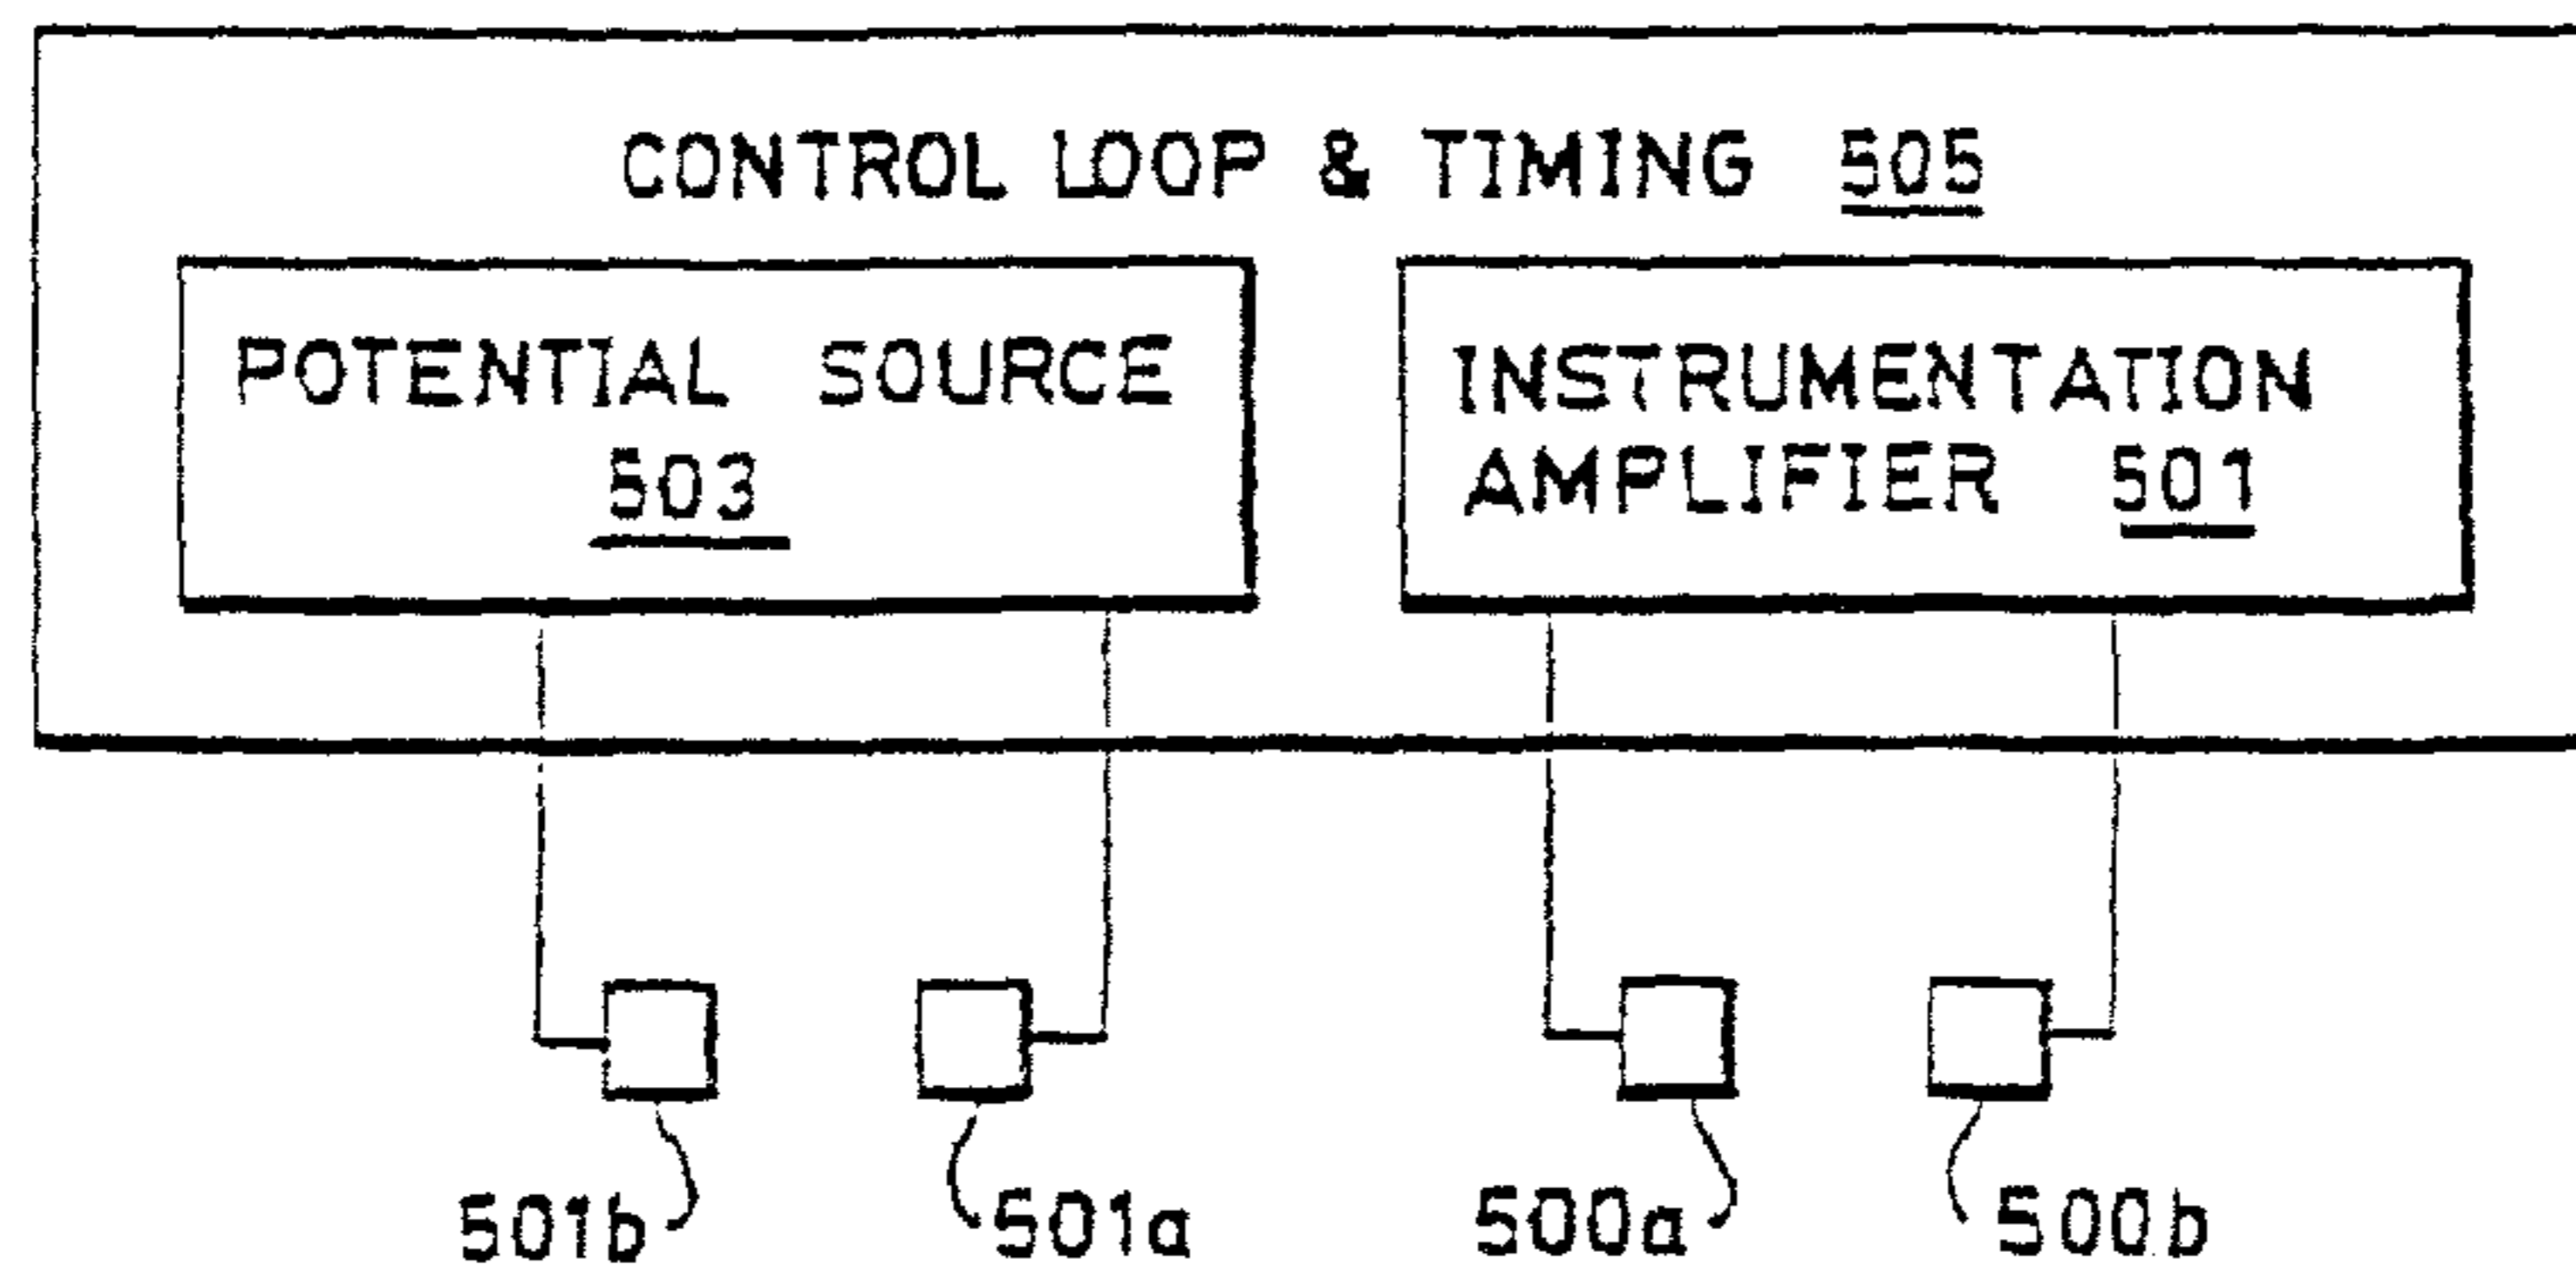 CONTROL LOOP & TIMING 505
POTENTIAL SOURCE
503
INSTRUMENTATION
AMPLIFIER 501
501b
501a
500a
500b